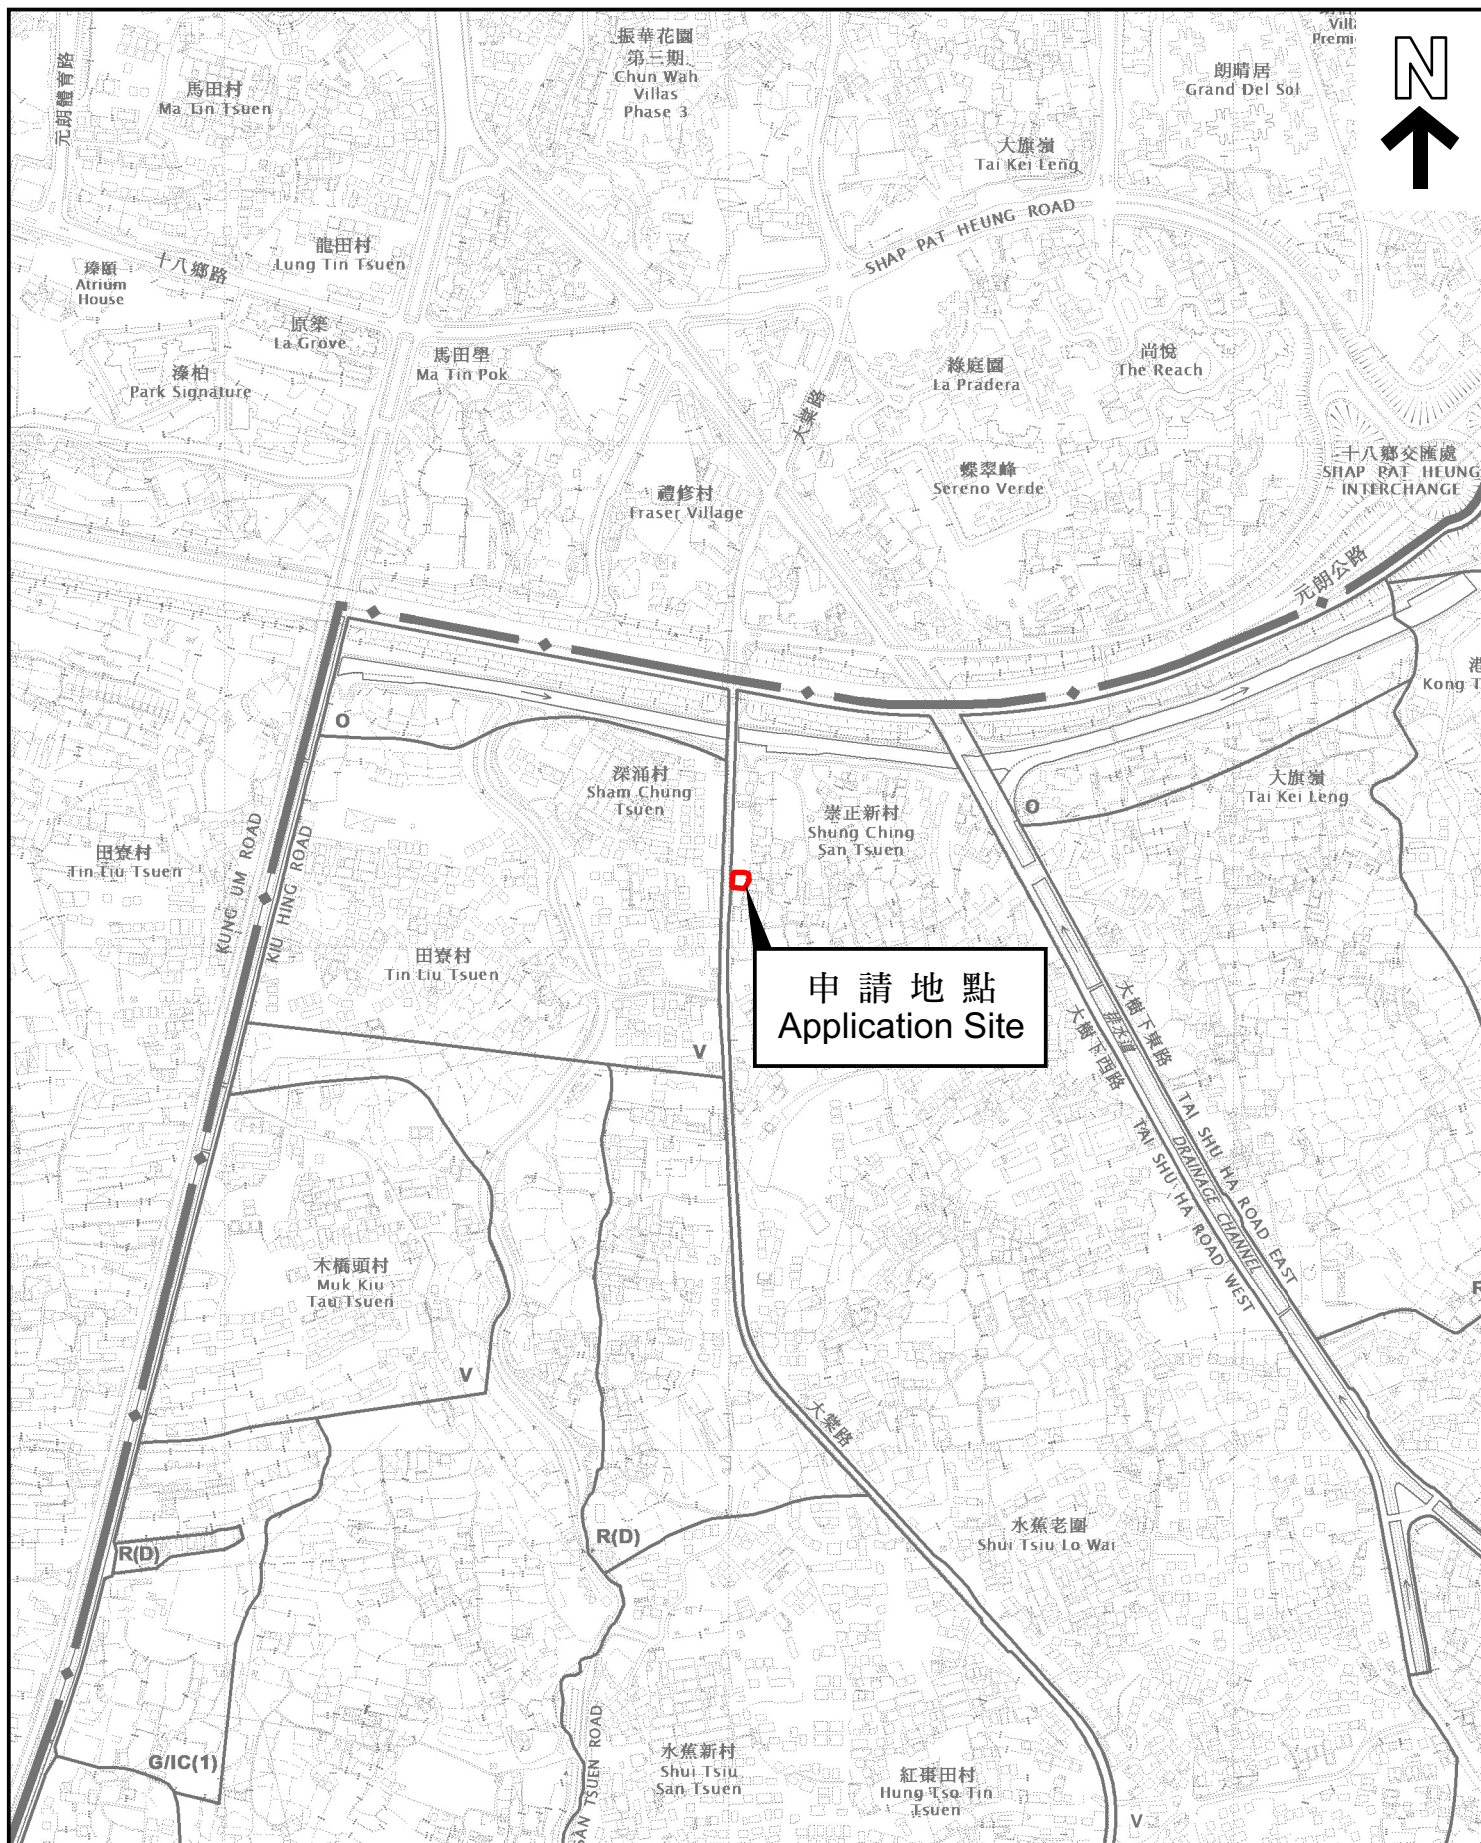 Vill
Premi
N
振華花園
第三期
Chun Wah
Villas
Phase 3
朗晴居
Grand Del Sol
元朗體育路
馬田村
Ma Tin Tsuen
大旗嶺
Tai Kei Leng
SHAP PAT HEUNG ROAD
龍田村
Lung Tin Tsuen
十八鄉路
瑧頤
Atrium
House
原築
La Grove
馬田壆
Ma Tin Pok
溱柏
Park Signature
綠庭園
La Pradera
尚悅
The Reach
大棠路
十八鄉交匯處
SHAP PAT HEUNG
INTERCHANGE
蝶翠峰
Sereno Verde
禮修村
Fraser Village
元朗公路
港
Kong T
O
深涌村
Sham Chung
Tsuen
崇正新村
Shung Ching
San Tsuen
大旗嶺
Tai Kei Leng
O
田寮村
Tin Liu Tsuen
KUNG UM ROAD
KIU HING ROAD
田寮村
Tin Liu Tsuen
申請地點
Application Site
V
大樹下東路
TAI SHU HA ROAD EAST
排水道
DRAINAGE CHANNEL
大樹下西路
TAI SHU HA ROAD WEST
木橋頭村
Muk Kiu
Tau Tsuen
R
V
大棠路
R(D)
R(D)
水蕉老圍
Shui Tsiu Lo Wai
G/IC(1)
SAN TSUEN ROAD
水蕉新村
Shui Tsiu
San Tsuen
紅棗田村
Hung Tso Tin
Tsuen
V